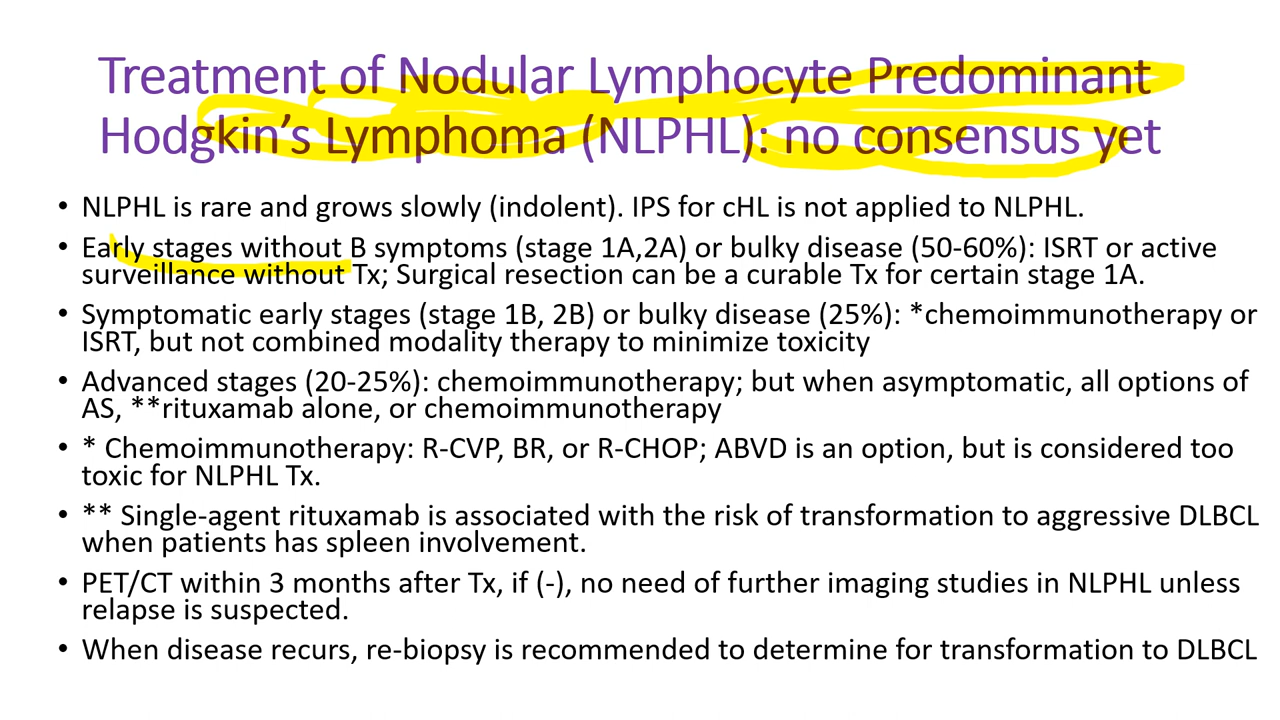 Treatment of Nodular Lymphocyte Predominant
Hodgkin's Lymphoma (NLPHL): no consensus yet
• NLPHL is rare and grows slowly (indolent). IPS for cHL is not applied to NLPHL.
• Early stages without B symptoms (stage 1A,2A) or bulky disease (50-60%): ISRT or active
surveillance without Tx; Surgical resection can be a curable Tx for certain stage 1A.
• Symptomatic early stages (stage 1B, 2B) or bulky disease (25%): *chemoimmunotherapy or
ISRT, but not combined modality therapy to minimize toxicity
• Advanced stages (20-25%): chemoimmunotherapy; but when asymptomatic, all options of
AS, **rituxamab alone, or chemoimmunotherapy
• * Chemoimmunotherapy: R-CVP, BR, or R-CHOP; ABVD is an option, but is considered too
toxic for NLPHL Tx.
• ** Single-agent rituxamab is associated with the risk of transformation to aggressive DLBCL
when patients has spleen involvement.
• PET/CT within 3 months after Tx, if (-), no need of further imaging studies in NLPHL unless
relapse is suspected.
• When disease recurs, re-biopsy is recommended to determine for transformation to DLBCL